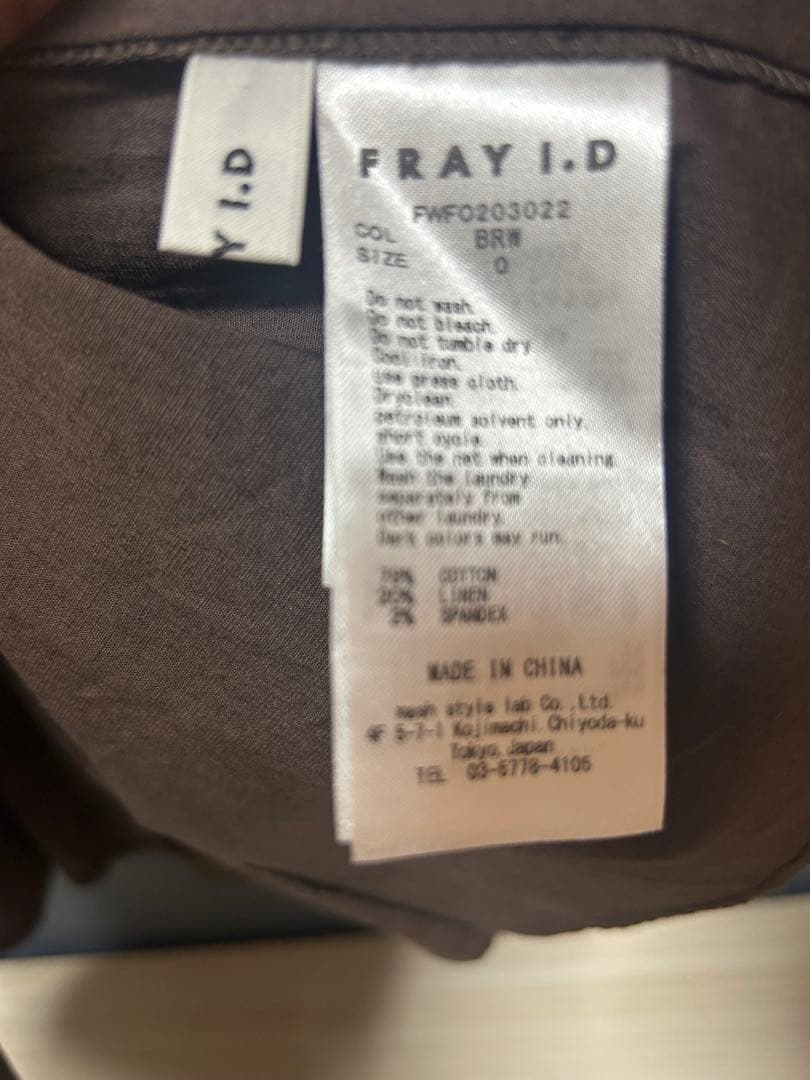 Y I.D
FRAY I.D
FWFO203022
COL BRW
SIZE 0
Do not wash.
Do not bleach.
Do not tumble dry.
Cool iron.
Use press cloth.
Dryclean.
petroleum solvent only.
short cycle.
Use the net when cleaning.
Wash the laundry
separately from
other laundry.
Dark colors may run.
COTTON
LINEN
2% SPANDEX
MADE IN CHINA
mash style lab Co.,Ltd.
4F 5-7-1 Kojimachi Chiyoda-ku
Tokyo Japan
TEL 03-5778-4105